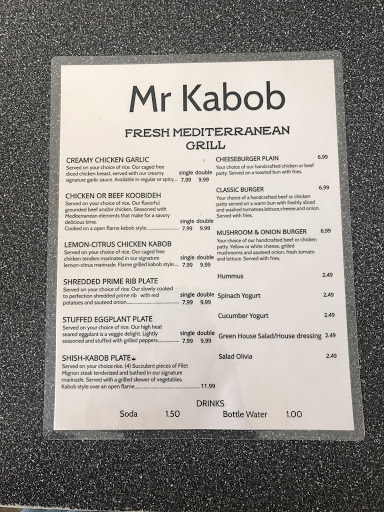 Mr Kabob
FRESH MEDITERRANEAN
GRILL
CREAMY CHICKEN GARLIC
Served on your choice of rice. Our caged free
diced chicken breast, served with our creamy single double
signature garlic sauce. Available in regular or spicy.... 7.99 9.99
CHICKEN OR BEEF KOOBIDEH
Served on your choice of rice. Our flavorful
grounded beef and/or chicken. Seasoned with
Mediterranean elements that make for a savory
delicious time. single double
Cooked on a open flame kabob style.................... 7.99 9.99
LEMON-CITRUS CHICKEN KABOB
Served on your choice of rice. Our caged free
chicken tenders marinated in our signature single double
lemon-citrus marinade. Flame grilled kabob style.... 7.99 9.99
SHREDDED PRIME RIB PLATE
Served on your choice of rice. Our slowly cooked
to perfection shredded prime rib with red single double
potatoes and sauteed onion.......................... 7.99 9.99
STUFFED EGGPLANT PLATE
Served on your choice of rice. Our high heat
seared eggplant is a veggie delight. Lightly single double
seasoned and stuffed with grilled peppers............. 7.99 9.99
SHISH-KABOB PLATE
Served on your choice rice. (4) Succulent pieces of Filet
Mignon steak tenderized and bathed in our signature
marinade. Served with a grilled skewer of vegetables.
Kabob style over an open flame.......................... 11.99
CHEESEBURGER PLAIN 6.99
Your choice of our handcrafted chicken or beef
patty. Served on a toasted bun with fries.
CLASSIC BURGER 6.99
Your choice of a handcrafted beef or chicken
patty served on a warm bun with freshly sliced
and washed tomatoes,lettuce,cheese,and onion.
Served with fries.
MUSHROOM & ONION BURGER 6.99
Your choice of our handcrafted chicken or beef
patty. Yellow or white cheese, grilled
mushrooms and sauteed onion, fresh tomato
and lettuce. Served with fries.
Hummus 2.49
Spinach Yogurt 2.49
Cucumber Yogurt 2.49
Green House Salad/House dressing 2.49
Salad Olivia 2.49
DRINKS
Soda 1.50 Bottle Water 1.00